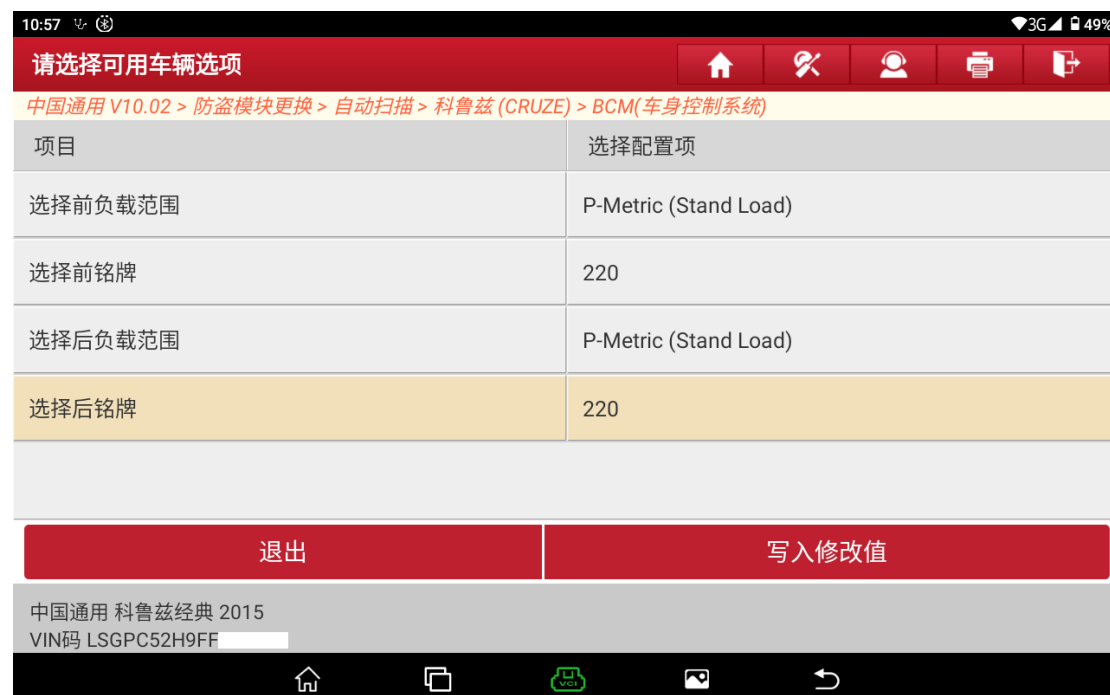 10:57 3G 49%
请选择可用车辆选项
中国通用 V10.02 > 防盗模块更换 > 自动扫描 > 科鲁兹 (CRUZE) > BCM(车身控制系统)
项目 选择配置项
选择前负载范围 P-Metric (Stand Load)
选择前铭牌 220
选择后负载范围 P-Metric (Stand Load)
选择后铭牌 220
退出 写入修改值
中国通用 科鲁兹经典 2015
VIN码 LSGPC52H9FF
VCI